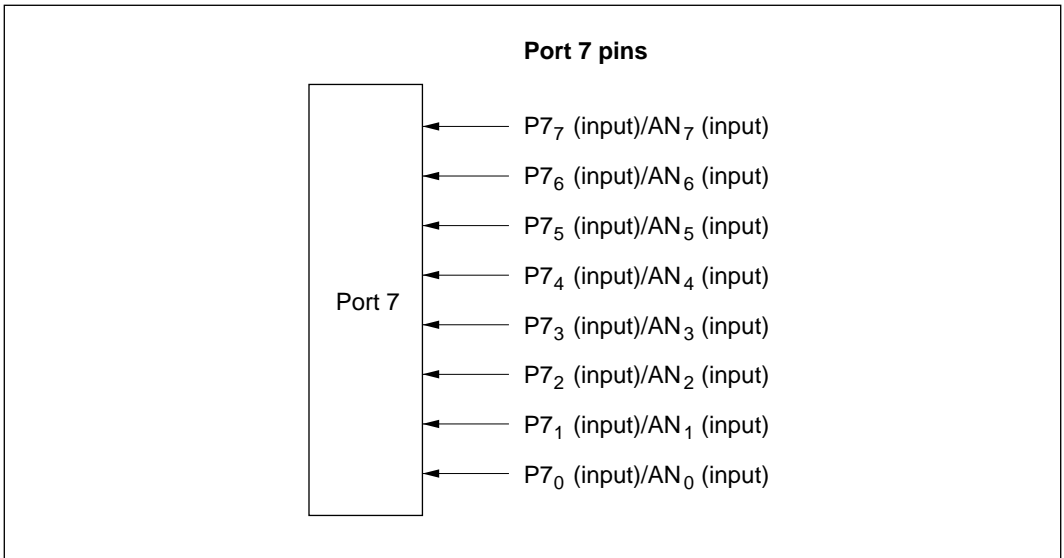 Port 7 pins
P7₇ (input)/AN₇ (input)
P7₆ (input)/AN₆ (input)
P7₅ (input)/AN₅ (input)
P7₄ (input)/AN₄ (input)
Port 7
P7₃ (input)/AN₃ (input)
P7₂ (input)/AN₂ (input)
P7₁ (input)/AN₁ (input)
P7₀ (input)/AN₀ (input)